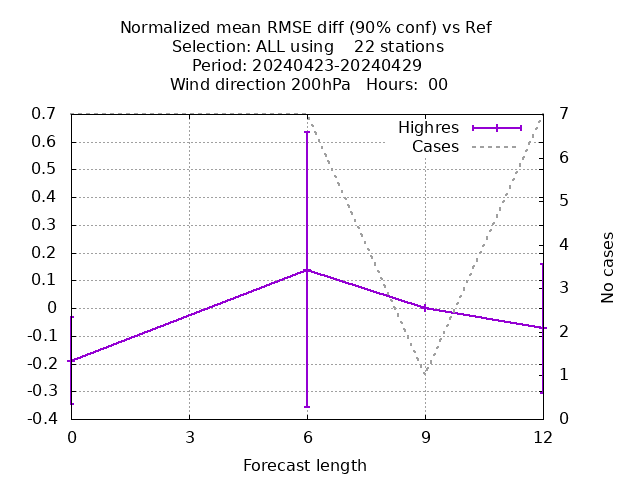 Normalized mean RMSE diff (90% conf) vs Ref
Selection: ALL using    22 stations
Period: 20240423-20240429
Wind direction 200hPa   Hours:  00
Highres
Cases
0.7
0.6
0.5
0.4
0.3
0.2
0.1
0
-0.1
-0.2
-0.3
-0.4
7
6
5
4
3
2
1
0
No cases
0 3 6 9 12
Forecast length